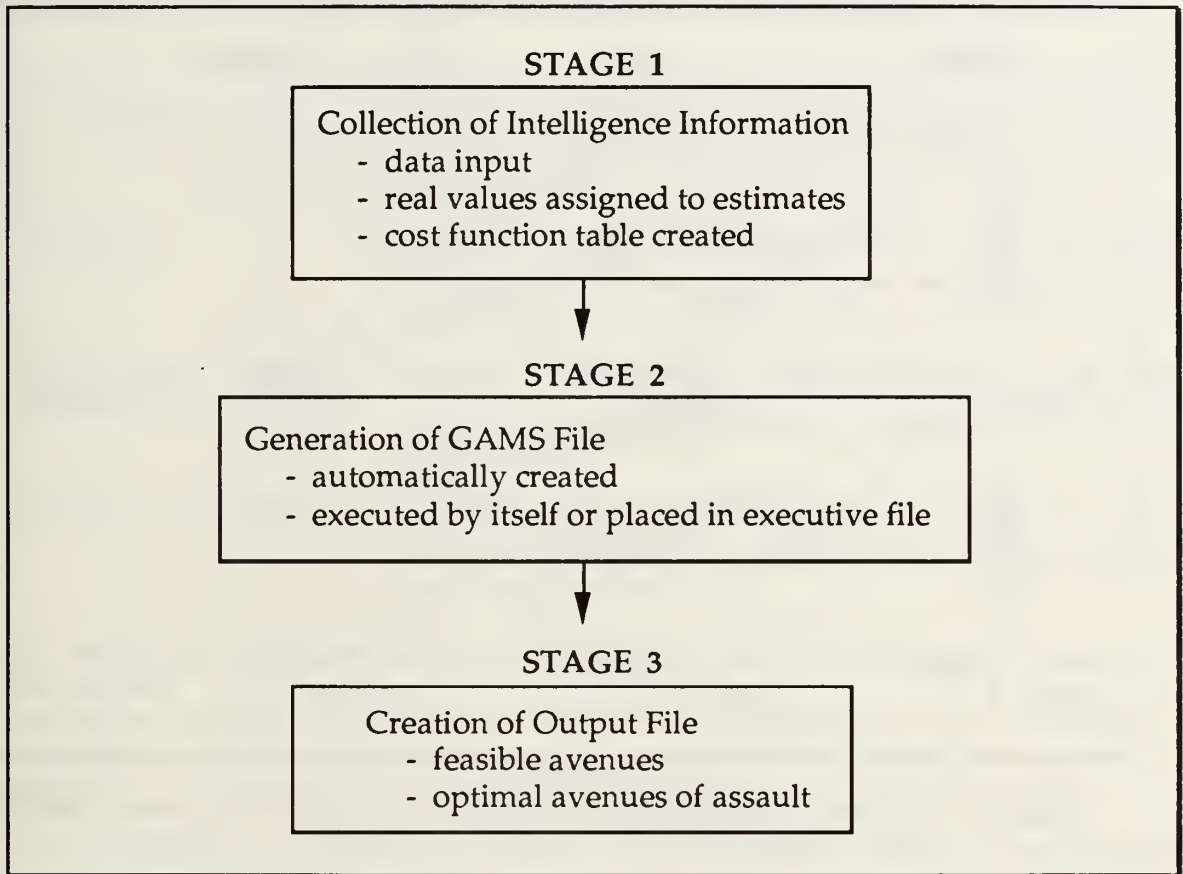 STAGE 1
Collection of Intelligence Information
- data input
- real values assigned to estimates
- cost function table created
STAGE 2
Generation of GAMS File
- automatically created
- executed by itself or placed in executive file
STAGE 3
Creation of Output File
- feasible avenues
- optimal avenues of assault